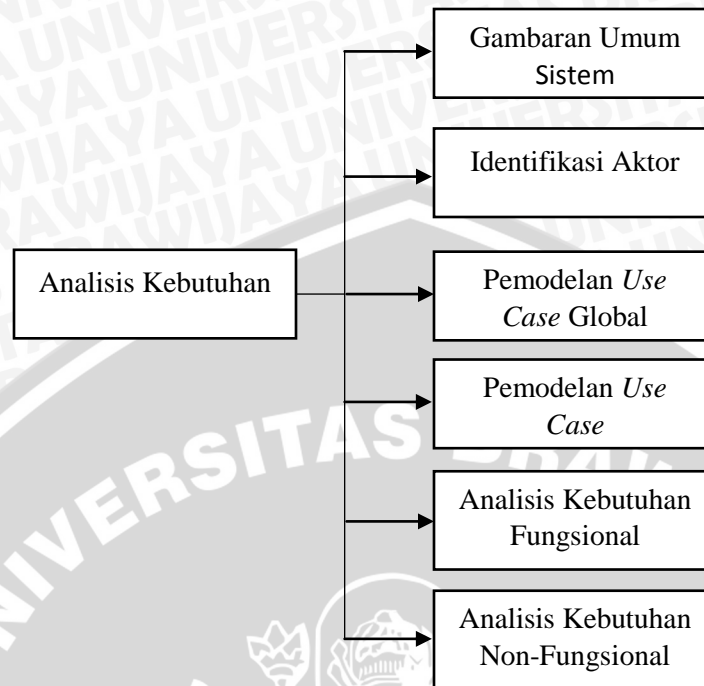 Gambaran Umum
Sistem
Identifikasi Aktor
Analisis Kebutuhan
Pemodelan Use
Case Global
Pemodelan Use
Case
Analisis Kebutuhan
Fungsional
Analisis Kebutuhan
Non-Fungsional
UNIVERSITAS